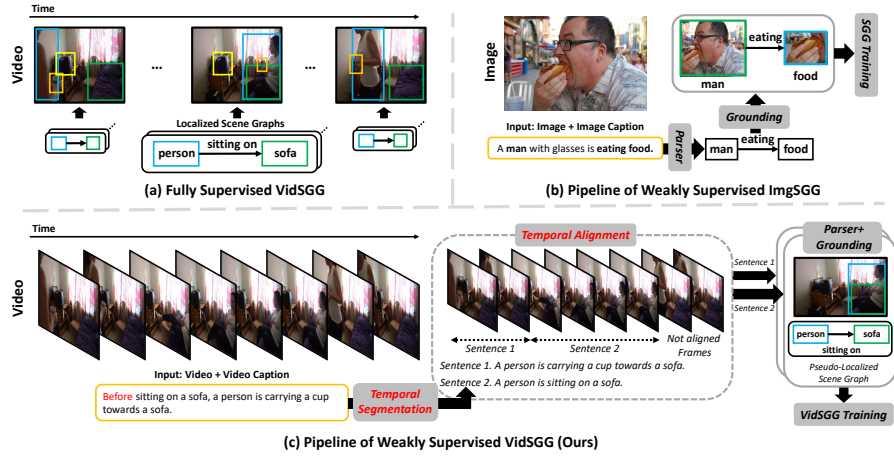 Time
Video
...
...
Localized Scene Graphs
sitting on
person
sofa
(a) Fully Supervised VidSGG
Image
Input: Image + Image Caption
A man with glasses is eating food.
Parser
man
eating
food
Grounding
eating
man
food
SGG Training
(b) Pipeline of Weakly Supervised ImgSGG
Time
Video
Input: Video + Video Caption
Before sitting on a sofa, a person is carrying a cup
towards a sofa.
Temporal
Segmentation
Temporal Alignment
Sentence 1
Sentence 2
Not aligned
Frames
Sentence 1. A person is carrying a cup towards a sofa.
Sentence 2. A person is sitting on a sofa.
Sentence 1
Sentence 2
Parser+
Grounding
person
sofa
sitting on
Pseudo-Localized
Scene Graph
VidSGG Training
(c) Pipeline of Weakly Supervised VidSGG (Ours)